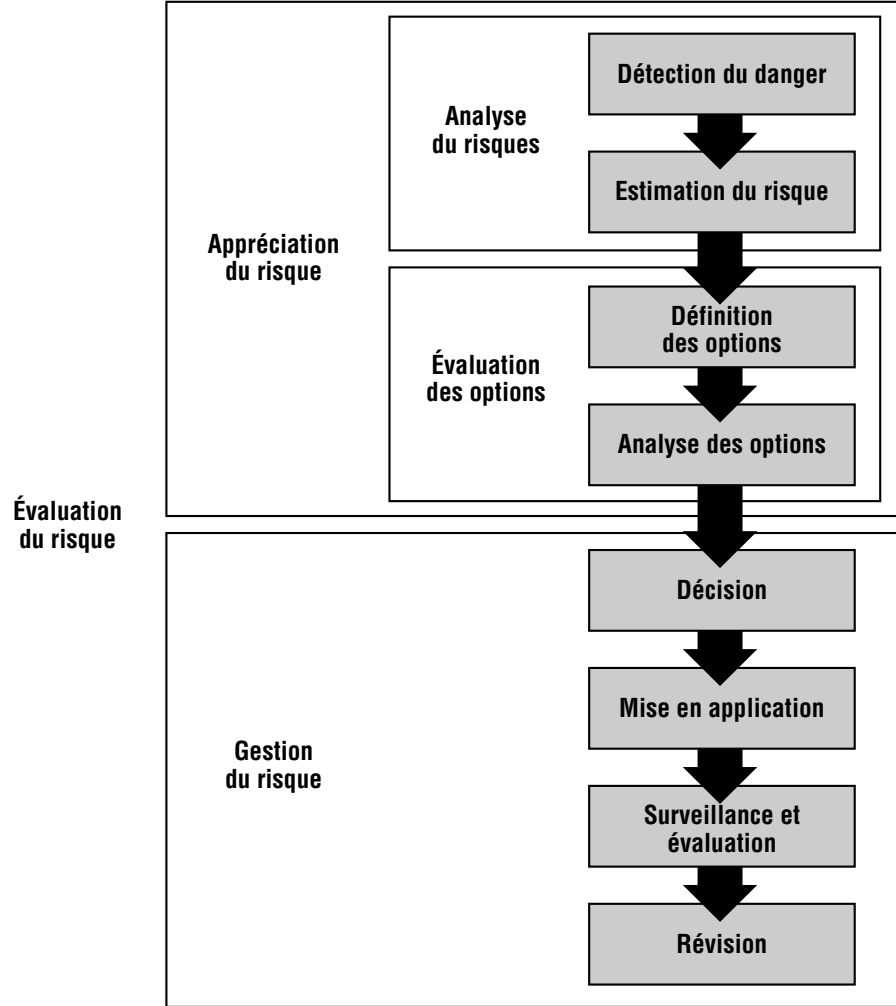 Détection du danger
Analyse
du risques
Estimation du risque
Appréciation
du risque
Définition
des options
Évaluation
des options
Analyse des options
Évaluation
du risque
Décision
Mise en application
Gestion
du risque
Surveillance et
évaluation
Révision